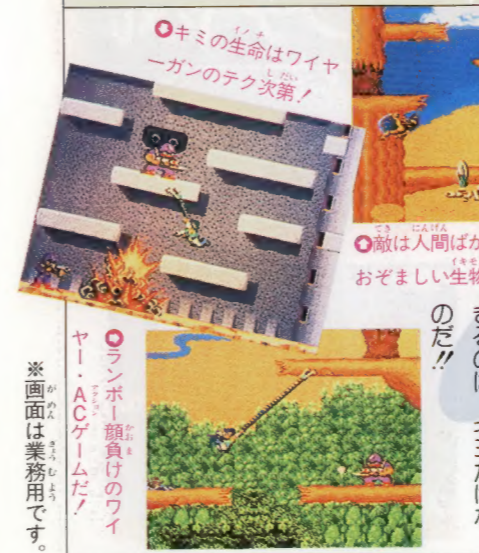 キミの生命はワイヤ
ーガンのテク次第!
敵は人間ばか
おぞましい生物
のだ!!
ランボー顔負けのワイ
ヤー・ACゲームだ!
※画面は業務用です。